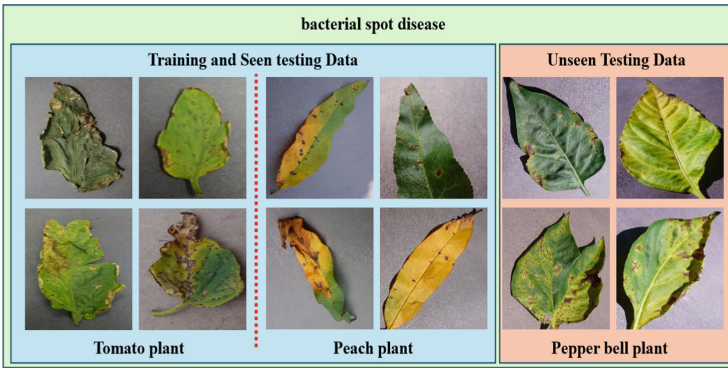 bacterial spot disease
Training and Seen testing Data
Unseen Testing Data
Tomato plant
Peach plant
Pepper bell plant